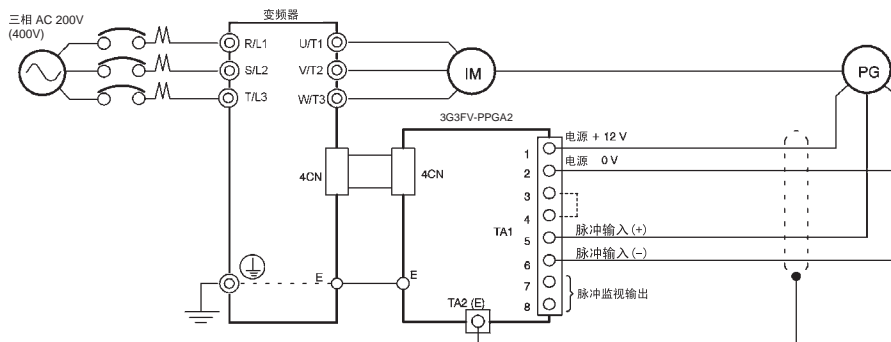 三相 AC 200V
(400V)
变频器
R/L1
S/L2
T/L3
U/T1
V/T2
W/T3
IM
PG
3G3FV-PPGA2
4CN
4CN
TA1
1
2
3
4
5
6
7
8
电源 + 12 V
电源 0 V
脉冲输入(+)
脉冲输入(-)
脉冲监视输出
E
E
TA2 (E)